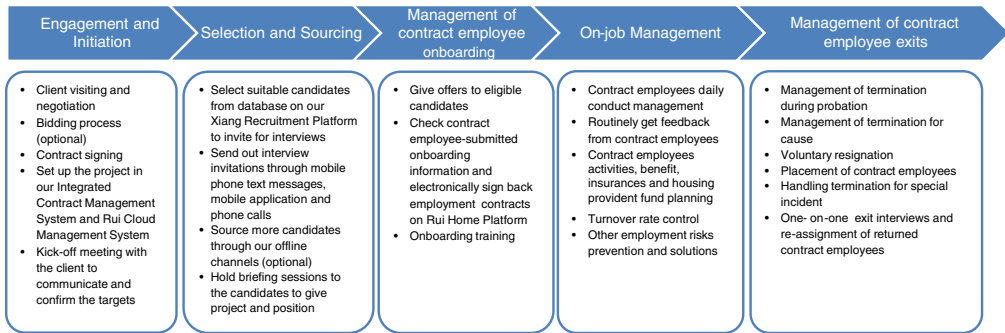 Engagement and
Initiation
Selection and Sourcing
Management of
contract employee
onboarding
On-job Management
Management of contract
employee exits
• Client visiting and
negotiation
• Bidding process
(optional)
• Contract signing
• Set up the project in
our Integrated
Contract Management
System and Rui Cloud
Management System
• Kick-off meeting with
the client to
communicate and
confirm the targets
• Select suitable candidates
from database on our
Xiang Recruitment Platform
to invite for interviews
• Send out interview
invitations through mobile
phone text messages,
mobile application and
phone calls
• Source more candidates
through our offline
channels (optional)
• Hold briefing sessions to
the candidates to give
project and position
• Give offers to eligible
candidates
• Check contract
employee-submitted
onboarding
information and
electronically sign back
employment contracts
on Rui Home Platform
• Onboarding training
• Contract employees daily
conduct management
• Routinely get feedback
from contract employees
• Contract employees
activities, benefit,
insurances and housing
provident fund planning
• Turnover rate control
• Other employment risks
prevention and solutions
• Management of termination
during probation
• Management of termination for
cause
• Voluntary resignation
• Placement of contract employees
• Handling termination for special
incident
• One- on-one exit interviews and
re-assignment of returned
contract employees